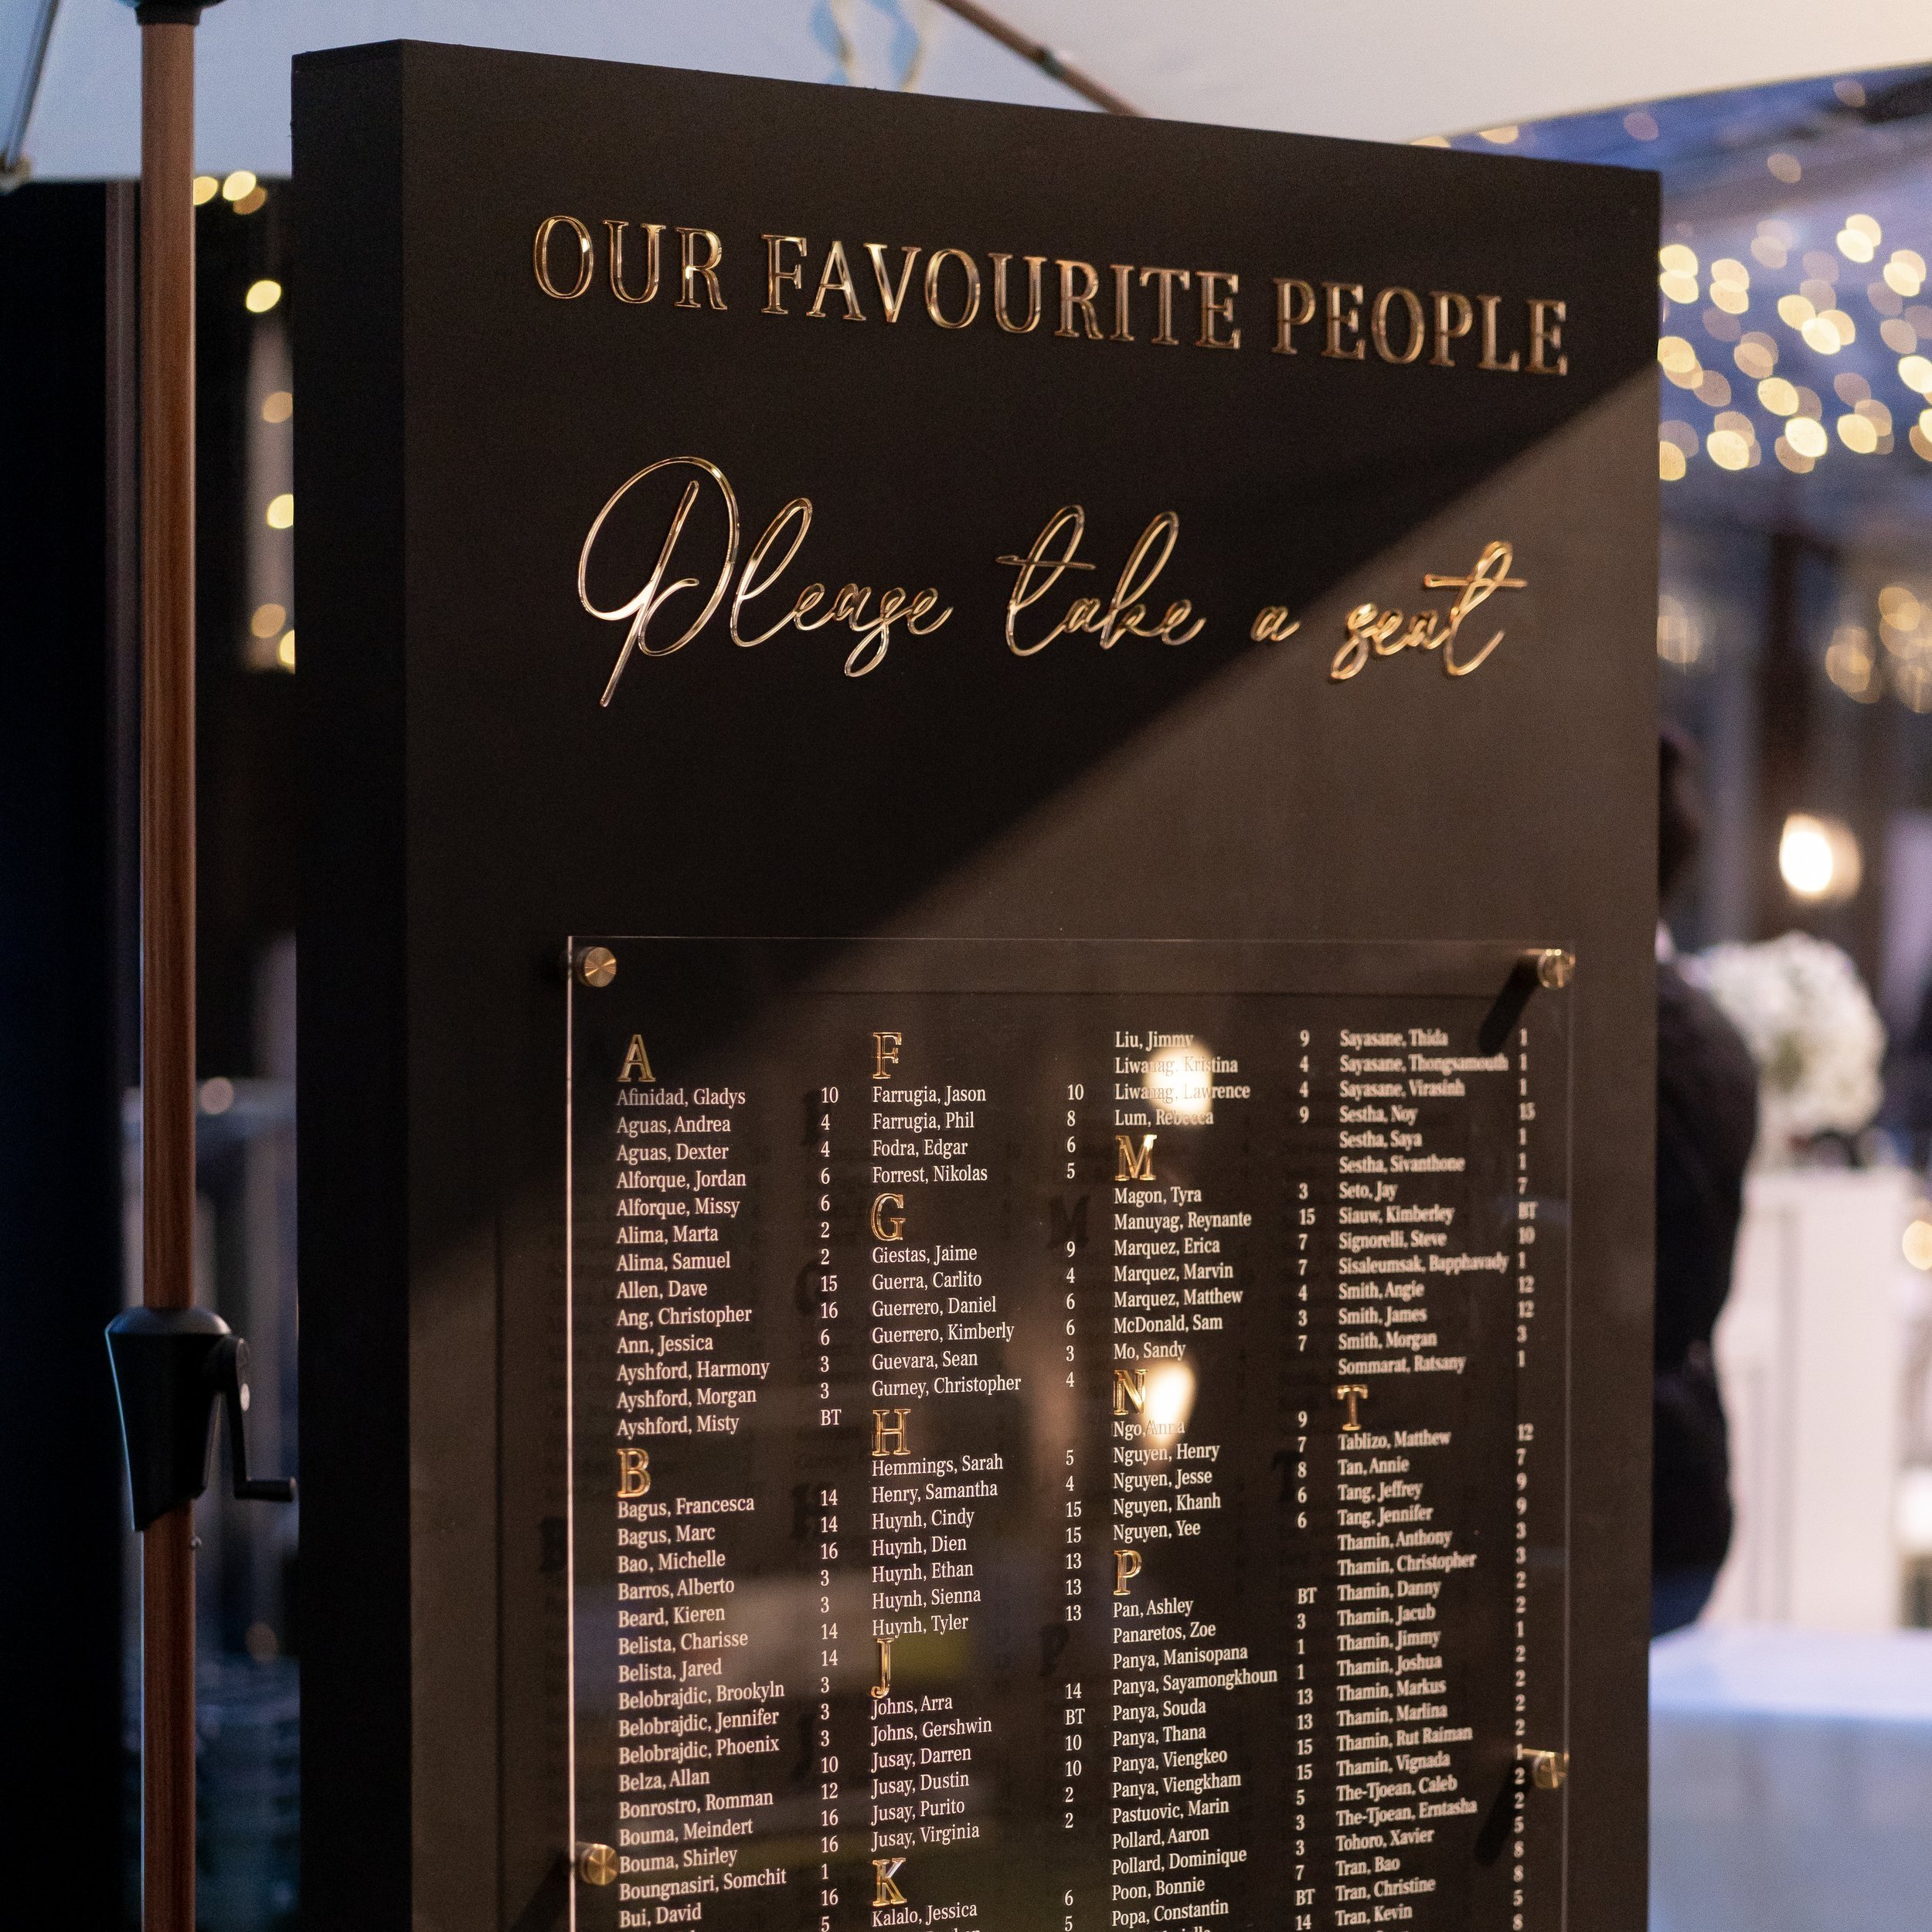 OUR FAVOURITE PEOPLE
Please take a seat
A
Afinidad, Gladys 10
Aguas, Andrea 4
Aguas, Dexter 4
Alforque, Jordan 6
Alforque, Missy 6
Alima, Marta 2
Alima, Samuel 2
Allen, Dave 15
Ang, Christopher 16
Ann, Jessica 6
Ayshford, Harmony 3
Ayshford, Morgan 3
Ayshford, Misty BT
B
Bagus, Francesca 14
Bagus, Marc 14
Bao, Michelle 16
Barros, Alberto 3
Beard, Kieren 3
Belista, Charisse 14
Belista, Jared 14
Belobrajdic, Brookyln 3
Belobrajdic, Jennifer 3
Belobrajdic, Phoenix 3
Belza, Allan 10
Bonrostro, Romman 12
Bouma, Meindert 16
Bouma, Shirley 16
Boungnasiri, Somchit 1
Bui, David 16
5
F
Farrugia, Jason 10
Farrugia, Phil 8
Fodra, Edgar 6
Forrest, Nikolas 5
G
Giestas, Jaime 9
Guerra, Carlito 4
Guerrero, Daniel 6
Guerrero, Kimberly 6
Guevara, Sean 3
Gurney, Christopher 4
H
Hemmings, Sarah 5
Henry, Samantha 4
Huynh, Cindy 15
Huynh, Dien 15
Huynh, Ethan 13
Huynh, Sienna 13
Huynh, Tyler 13
J
Johns, Arra 14
Johns, Gershwin BT
Jusay, Darren 10
Jusay, Dustin 10
Jusay, Purito 2
Jusay, Virginia 2
K
Kalalo, Jessica 6
5
Liu, Jimmy 9
Liwanag, Kristina 4
Liwanag, Lawrence 4
Lum, Rebecca 9
M
Magon, Tyra 3
Manuyag, Reynante 15
Marquez, Erica 7
Marquez, Marvin 7
Marquez, Matthew 4
McDonald, Sam 3
Mo, Sandy 7
N
Ngo, Anna 9
Nguyen, Henry 7
Nguyen, Jesse 8
Nguyen, Khanh 6
Nguyen, Yee 6
P
Pan, Ashley BT
Panaretos, Zoe 3
Panya, Manisopana 1
Panya, Sayamongkhoun 1
Panya, Souda 13
Panya, Thana 13
Panya, Viengkeo 15
Panya, Viengkham 15
Pastuovic, Marin 5
Pollard, Aaron 3
Pollard, Dominique 3
Poon, Bonnie 7
Popa, Constantin BT
14
Sayasane, Thida 1
Sayasane, Thongsamouth 1
Sayasane, Virasinh 1
Sestha, Noy 15
Sestha, Saya 1
Sestha, Sivanthone 1
Seto, Jay 7
Siauw, Kimberley BT
Signorelli, Steve 10
Sisaleumsak, Bapphavady 1
Smith, Angie 12
Smith, James 12
Smith, Morgan 3
Sommarat, Ratsany 1
T
Tablizo, Matthew 12
Tan, Annie 7
Tang, Jeffrey 9
Tang, Jennifer 9
Thamin, Anthony 3
Thamin, Christopher 3
Thamin, Danny 2
Thamin, Jacub 2
Thamin, Jimmy 1
Thamin, Joshua 2
Thamin, Markus 2
Thamin, Marlina 2
Thamin, Rut Raiman 2
Thamin, Vignada 1
The-Tjoean, Caleb 2
The-Tjoean, Erntasha 2
Tohoro, Xavier 5
Tran, Bao 8
Tran, Christine 8
Tran, Kevin 5
8